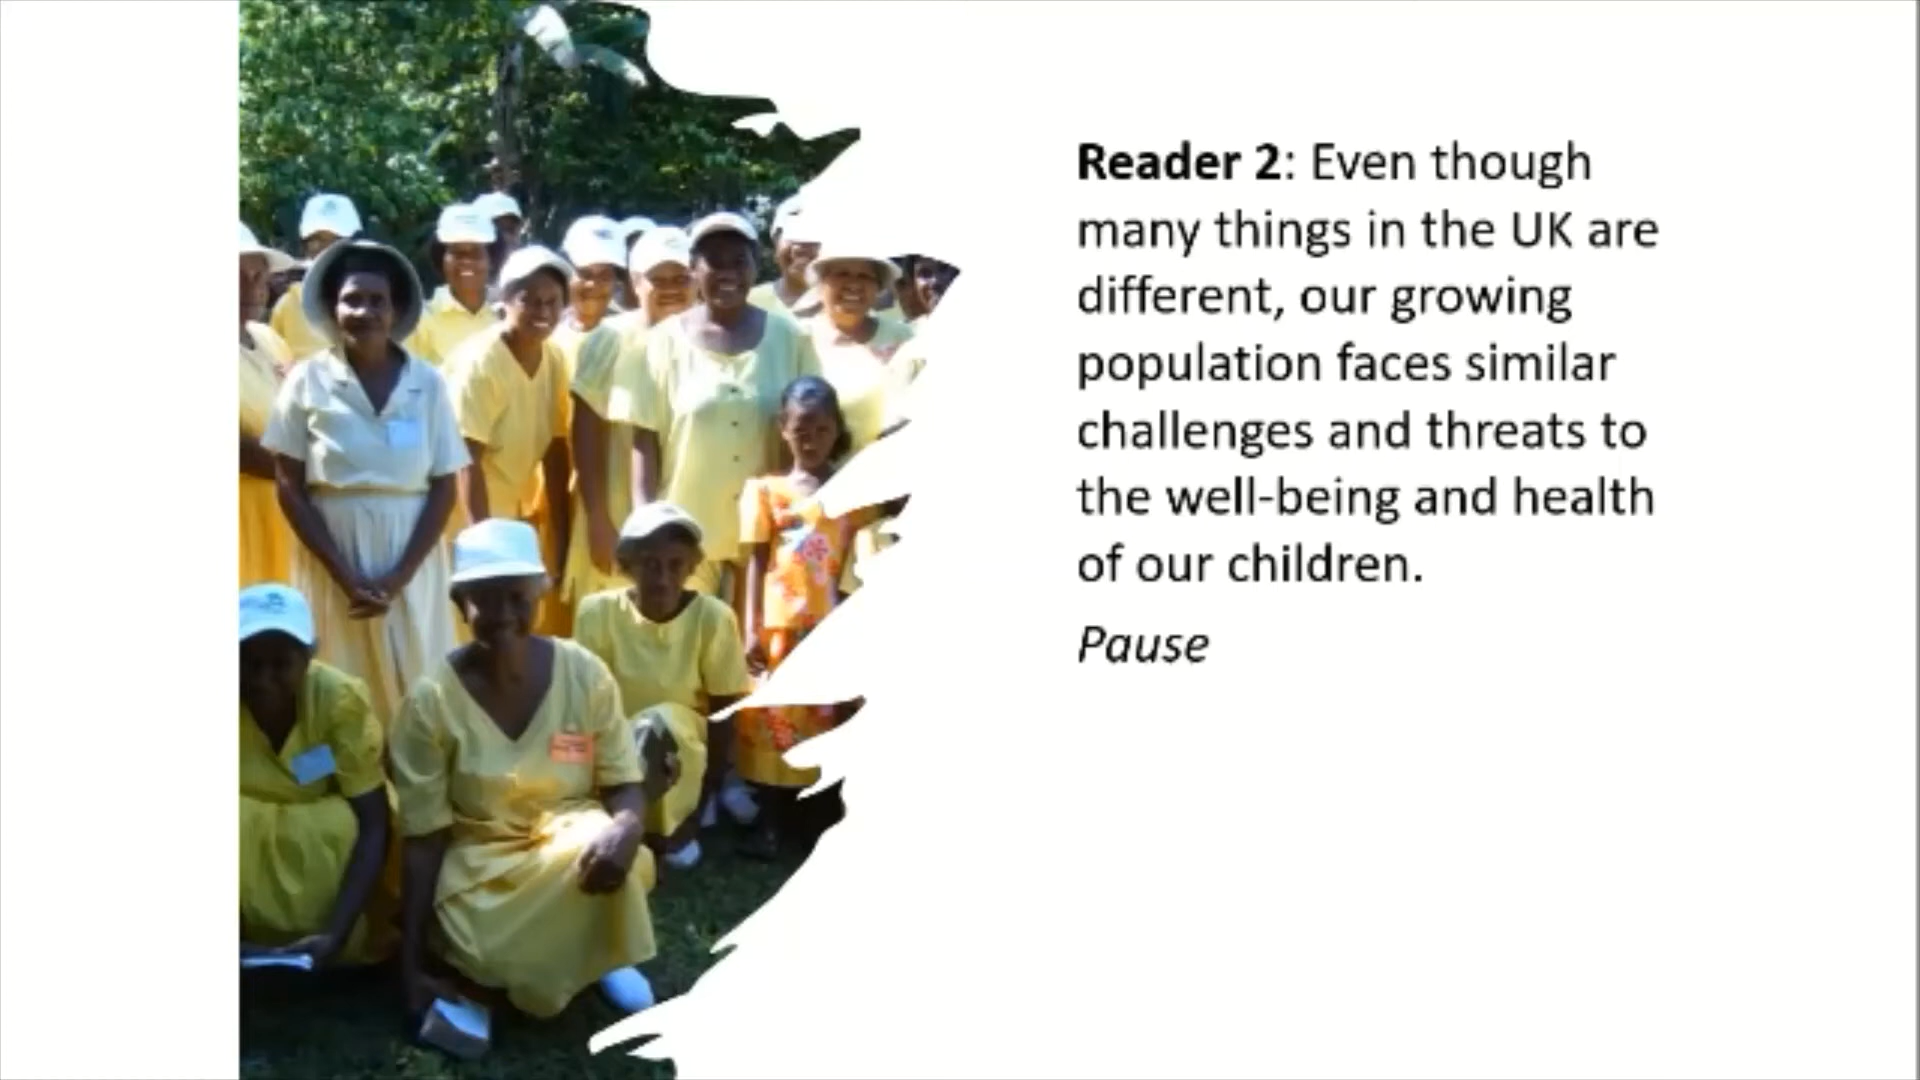 Reader 2: Even though
many things in the UK are
different, our growing
population faces similar
challenges and threats to
the well-being and health
of our children.
Pause